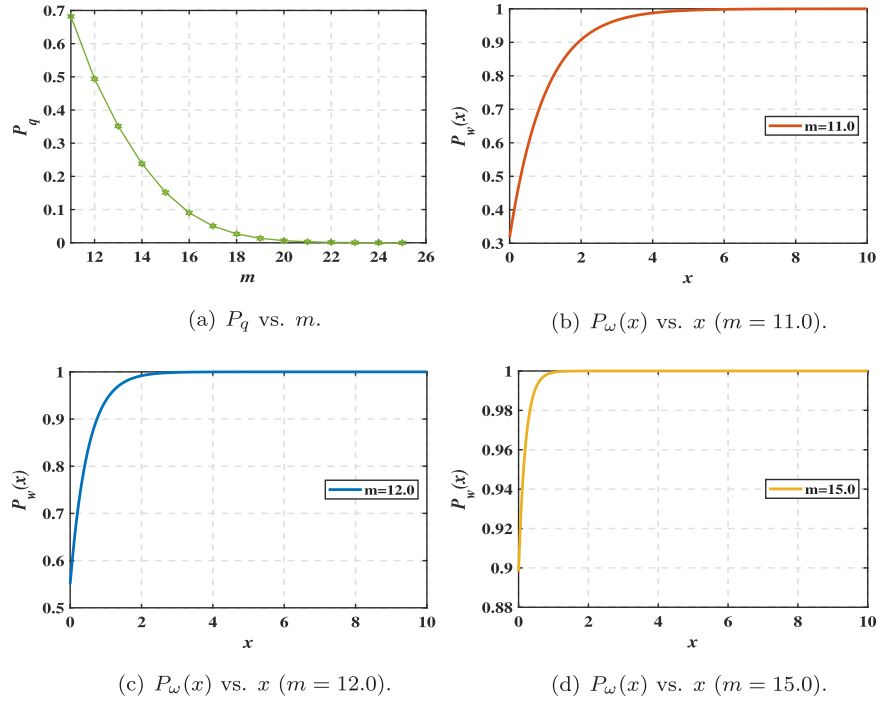 0.7
0.6
0.5
0.4
0.3
0.2
0.1
0
P_q
12 14 16 18 20 22 24 26
m
(a) P_q vs. m.
1
0.9
0.8
0.7
0.6
0.5
0.4
0.3
P_w(x)
m=11.0
0 2 4 6 8 10
x
(b) P_ω(x) vs. x (m = 11.0).
1
0.9
0.8
0.7
0.6
0.5
P_w(x)
m=12.0
0 2 4 6 8 10
x
(c) P_ω(x) vs. x (m = 12.0).
1
0.98
0.96
0.94
0.92
0.9
0.88
P_w(x)
m=15.0
0 2 4 6 8 10
x
(d) P_ω(x) vs. x (m = 15.0).